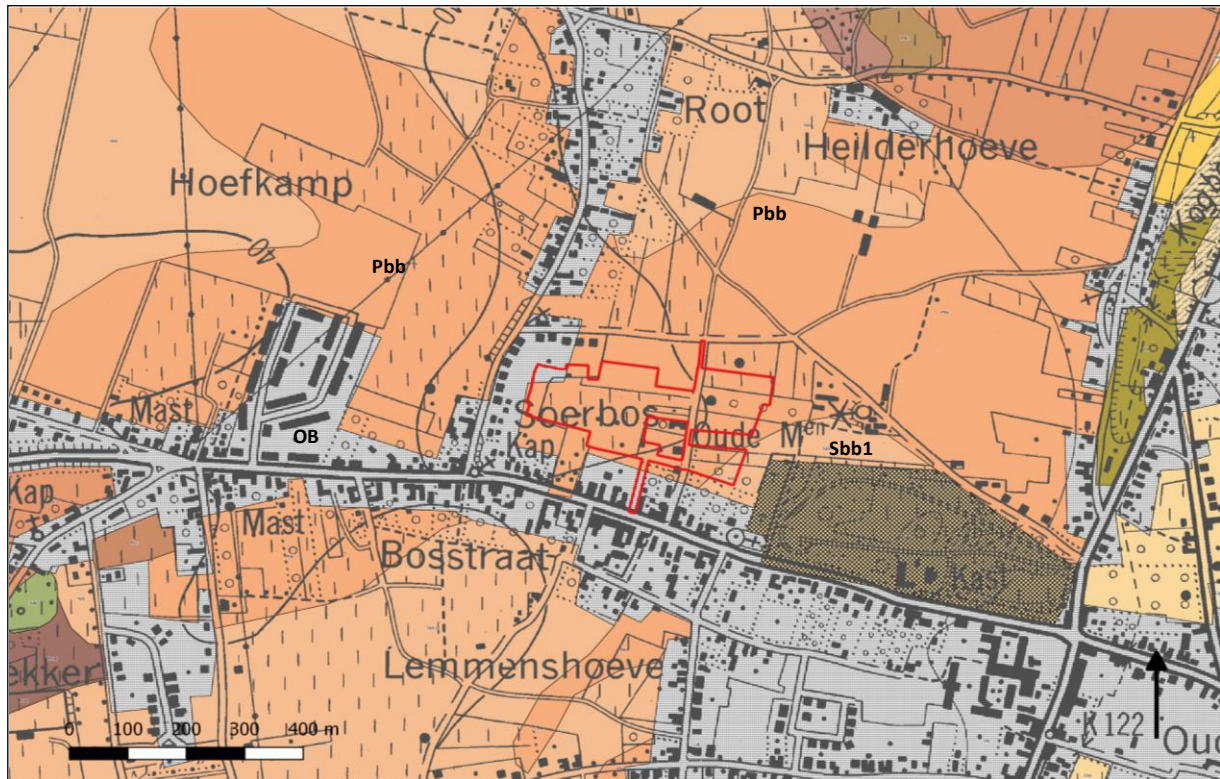 40
Root
Heilderhoeve
Hoefkamp
Pbb
Pbb
Kapb
Mast
Soerbos
Oude Men
Kap
OB
Sbb1
Kap
Mast
Bosstraat
Kast
Lemmenshoeve
ekker
0 100 200 300 400 m
K 122
Oud